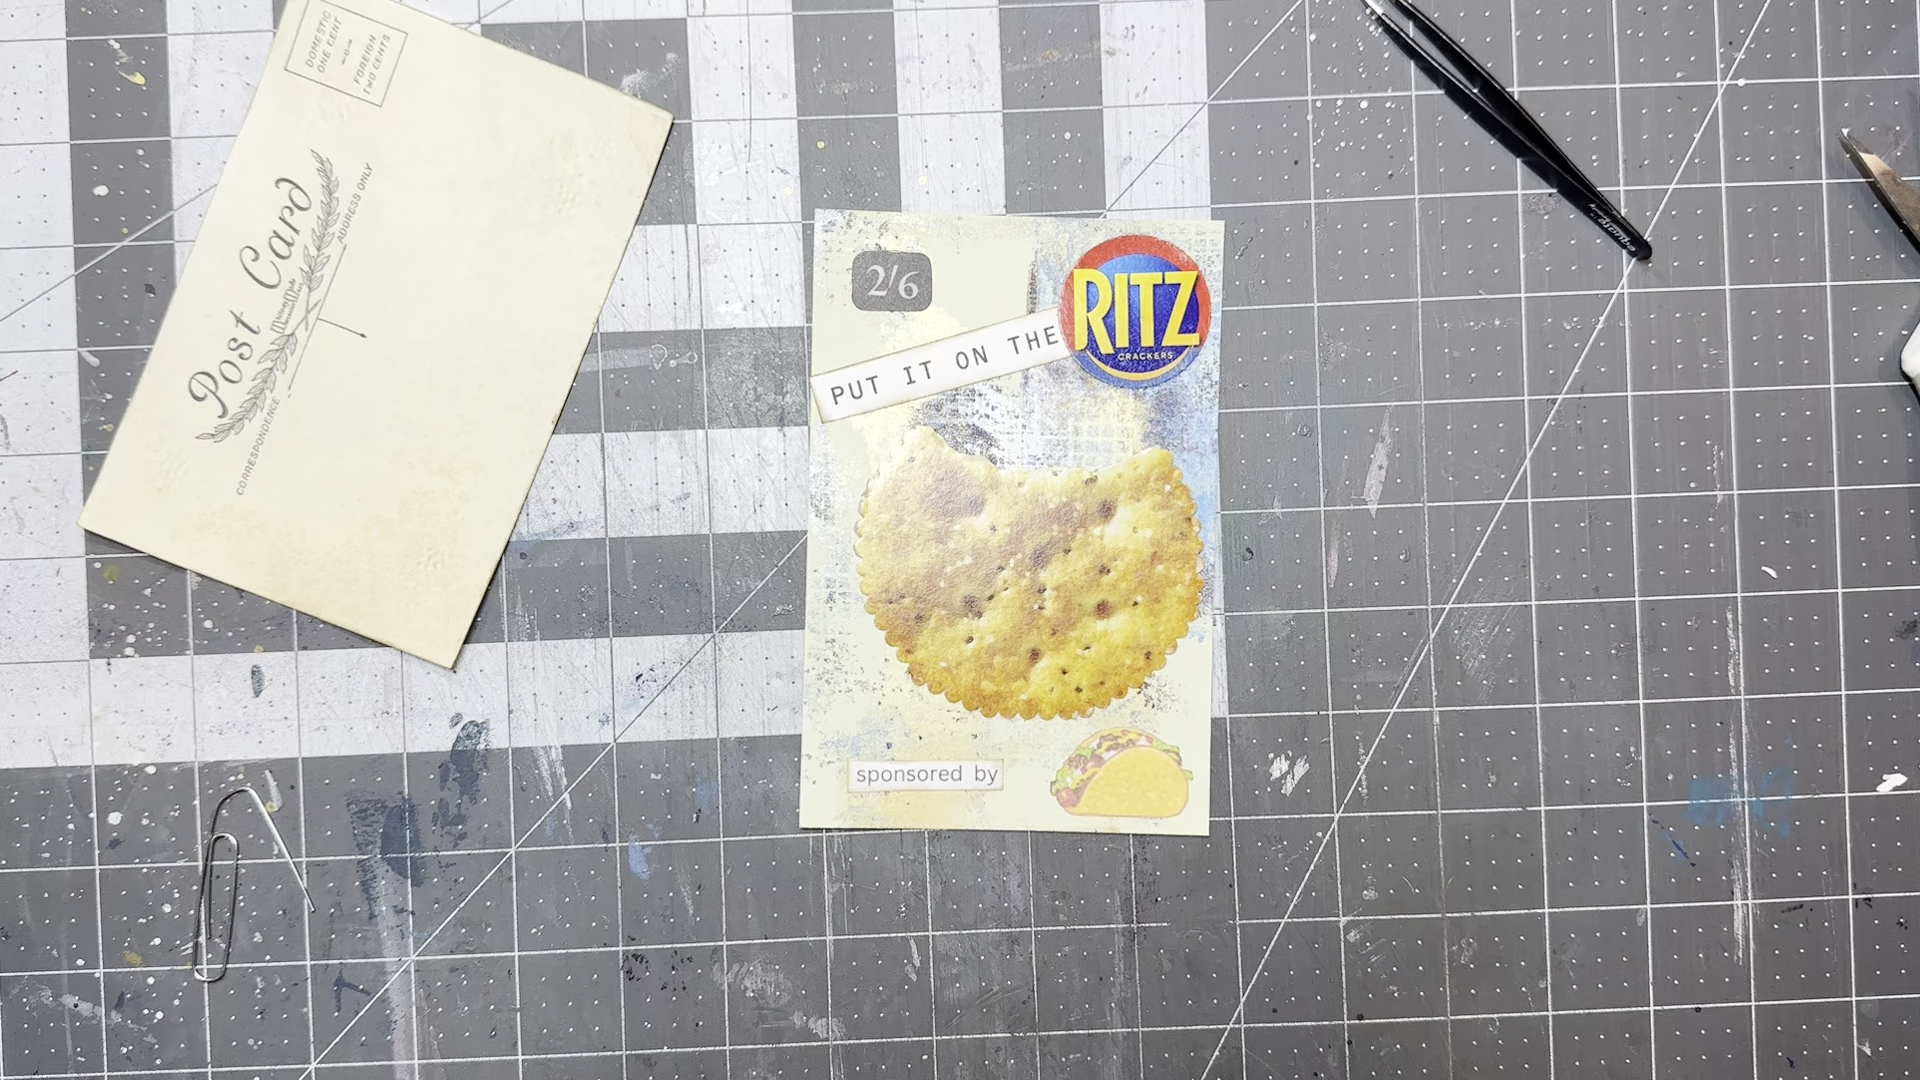 DOMESTIC
ONE CENT
FOREIGN
TWO CENTS
Post Card
CORRESPONDENCE
ADDRESS ONLY
2/6
PUT IT ON THE
RITZ
CRACKERS
sponsored by
equate